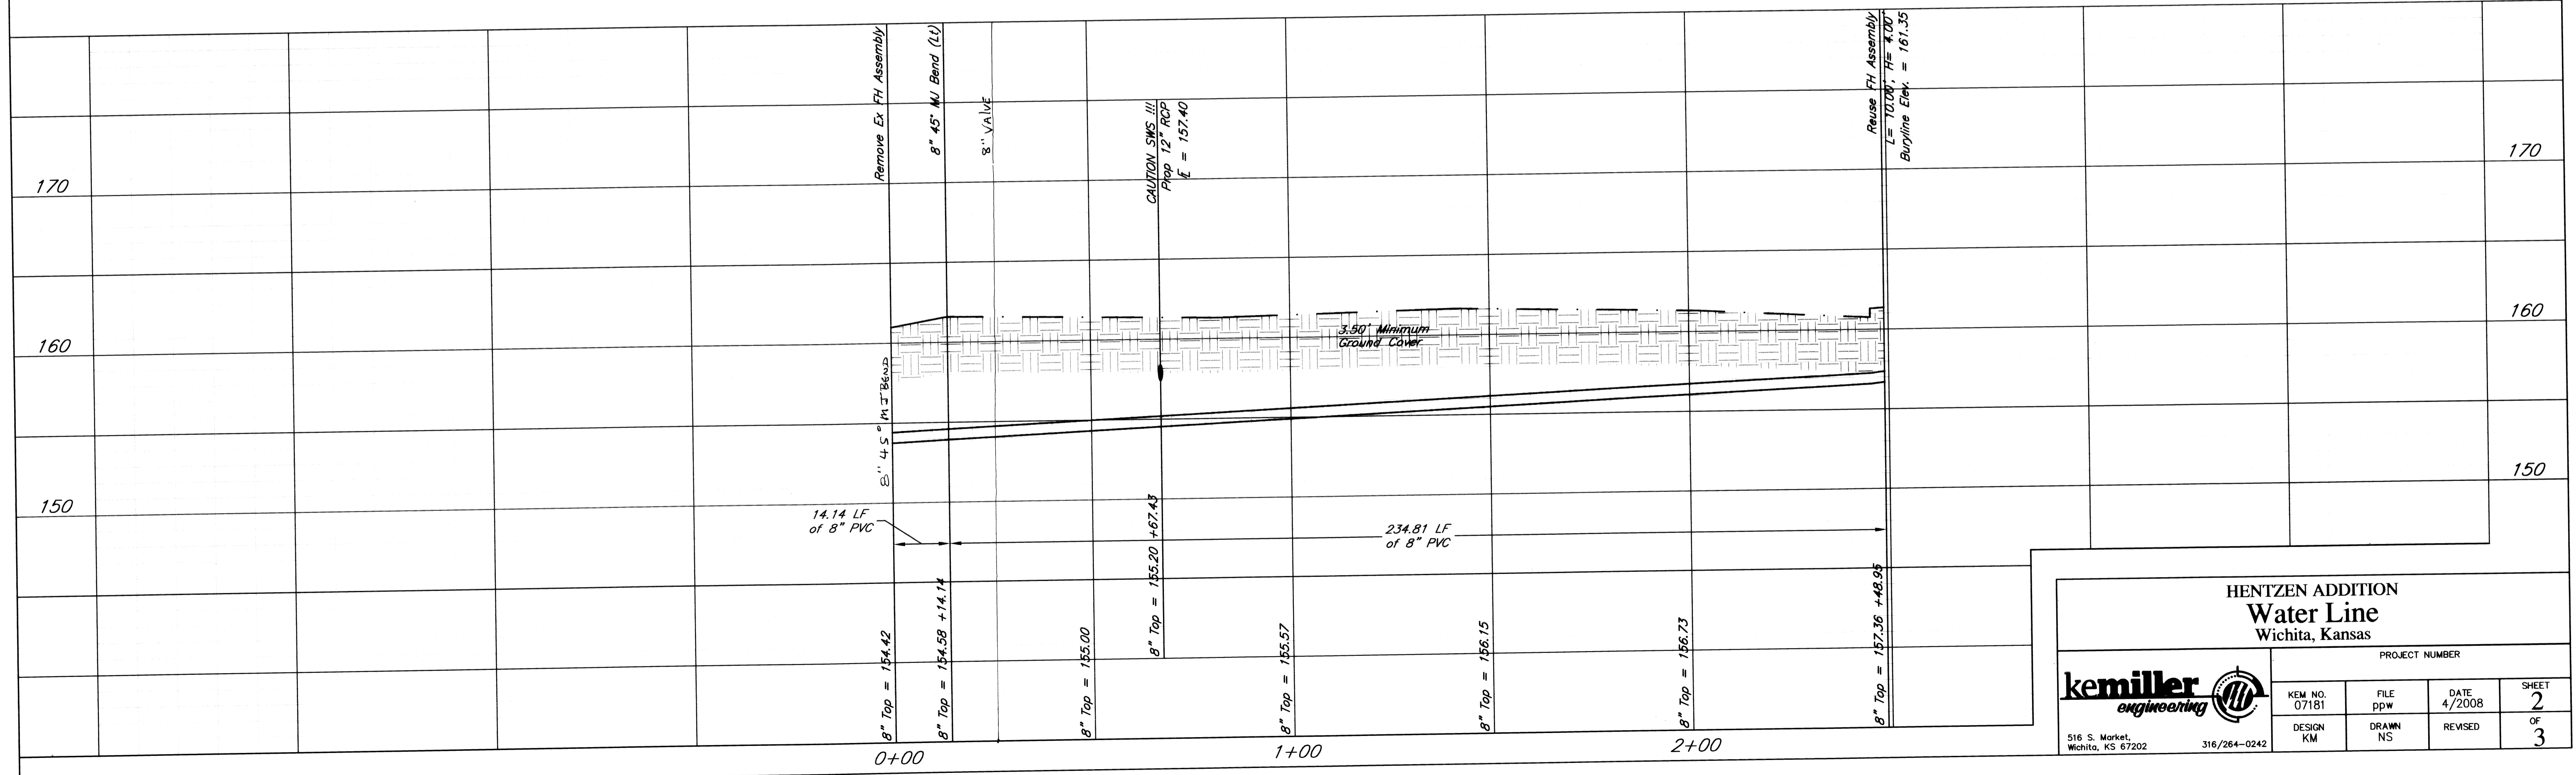 Remove Ex FH Assembly
8" 45° MJ Bend (Lt)
8" VALVE
CAUTION SWS !!!
Prop 12" RCP
= 157.40
Reuse FH Assembly
L= 10.00', H= 4.00'
Buryline Elev. = 161.35
170
170
160
160
150
150
3.50' Minimum
Ground Cover
8" 45° MJ BEND
14.14 LF
of 8" PVC
234.81 LF
of 8" PVC
8" Top = 154.42
8" Top = 154.58 +14.14
8" Top = 155.00
8" Top = 155.20 +67.43
8" Top = 155.57
8" Top = 156.15
8" Top = 156.73
8" Top = 157.36 +48.95
0+00
1+00
2+00
HENTZEN ADDITION
Water Line
Wichita, Kansas
PROJECT NUMBER
kemiller
engineering
516 S. Market,
Wichita, KS 67202
316/264-0242
KEM NO.
07181
FILE
ppw
DATE
4/2008
SHEET
2
OF
3
DESIGN
KM
DRAWN
NS
REVISED